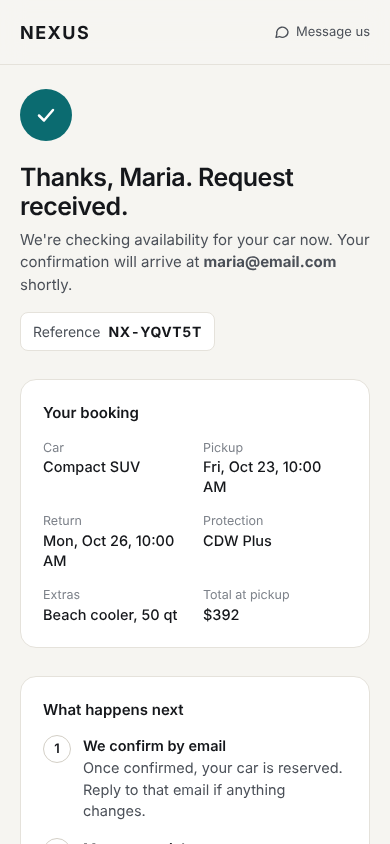 NEXUS
Message us
Thanks, Maria. Request
received.
We're checking availability for your car now. Your
confirmation will arrive at maria@email.com
shortly.
Reference NX-YQVT5T
Your booking
Car
Compact SUV
Pickup
Fri, Oct 23, 10:00
AM
Return
Mon, Oct 26, 10:00
AM
Protection
CDW Plus
Extras
Beach cooler, 50 qt
Total at pickup
$392
What happens next
1
We confirm by email
Once confirmed, your car is reserved.
Reply to that email if anything
changes.